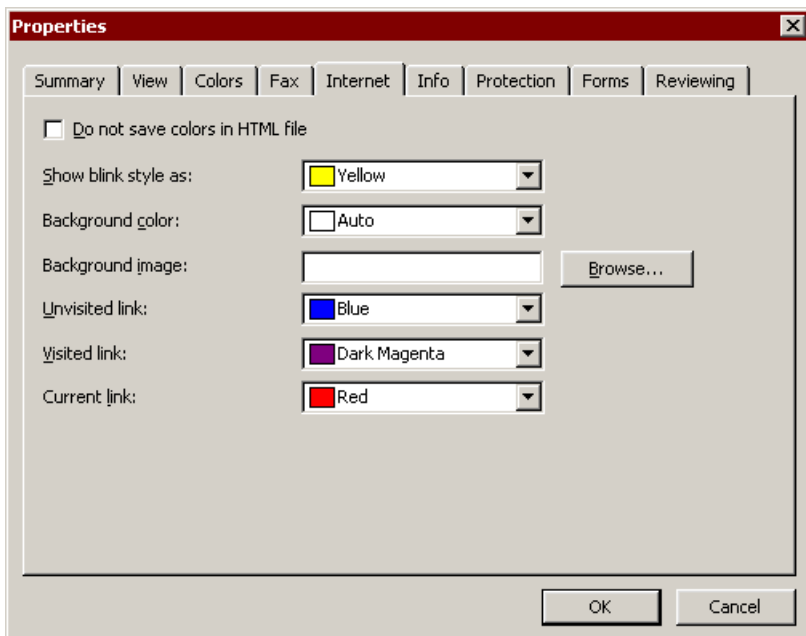 Properties
Summary View Colors Fax Internet Info Protection Forms Reviewing
Do not save colors in HTML file
Show blink style as: Yellow
Background color: Auto
Background image: Browse...
Unvisited link: Blue
Visited link: Dark Magenta
Current link: Red
OK Cancel